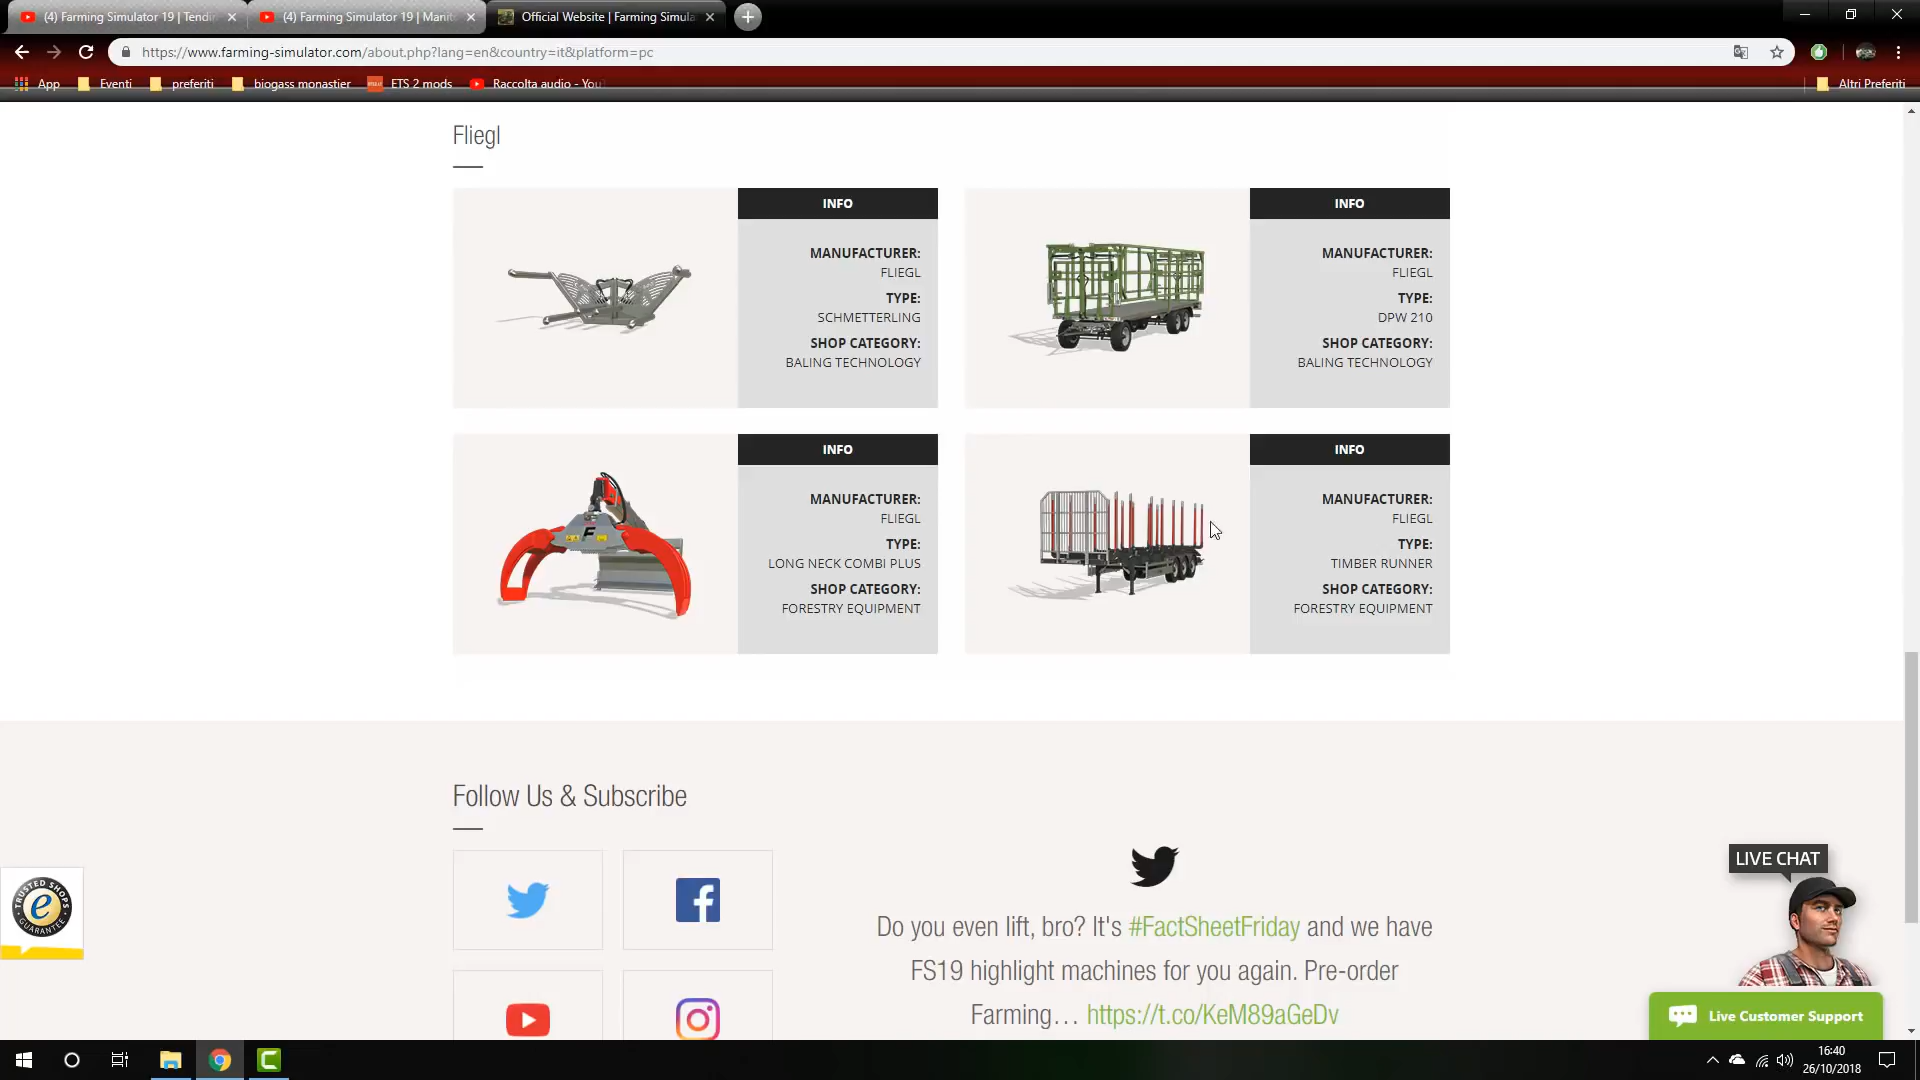 (4) Farming Simulator 19 | Tendi
(4) Farming Simulator 19 | Manit
Official Website | Farming Simula
https://www.farming-simulator.com/about.php?lang=en&country=it&platform=pc
App
Eventi
preferiti
biogass monastier
ETS 2 mods
Raccolta audio - You
Altri Preferiti
Fliegl
INFO
MANUFACTURER:
FLIEGL
TYPE:
SCHMETTERLING
SHOP CATEGORY:
BALING TECHNOLOGY
INFO
MANUFACTURER:
FLIEGL
TYPE:
DPW 210
SHOP CATEGORY:
BALING TECHNOLOGY
INFO
MANUFACTURER:
FLIEGL
TYPE:
LONG NECK COMBI PLUS
SHOP CATEGORY:
FORESTRY EQUIPMENT
INFO
MANUFACTURER:
FLIEGL
TYPE:
TIMBER RUNNER
SHOP CATEGORY:
FORESTRY EQUIPMENT
Follow Us & Subscribe
Do you even lift, bro? It's #FactSheetFriday and we have
FS19 highlight machines for you again. Pre-order
Farming… https://t.co/KeM89aGeDv
TRUSTED SHOPS
GUARANTEE
LIVE CHAT
Live Customer Support
16:40
26/10/2018